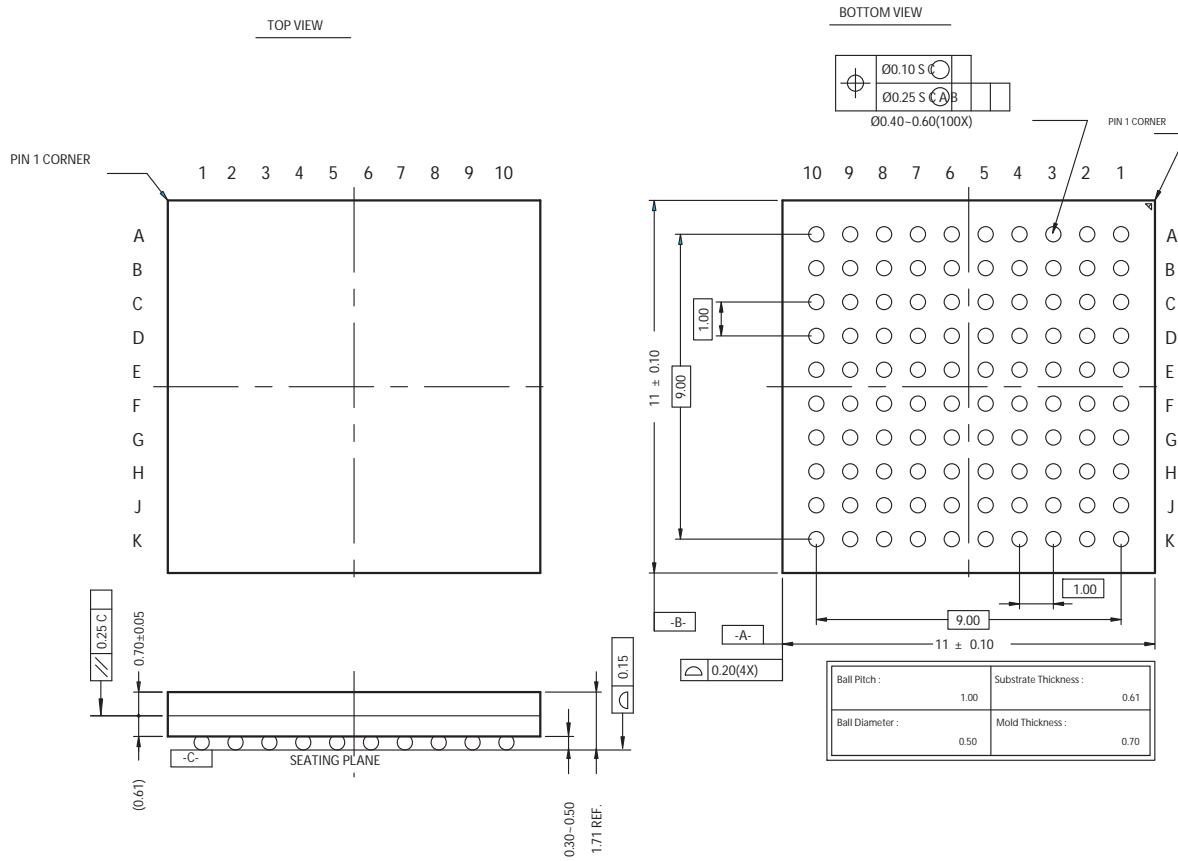 TOP VIEW
BOTTOM VIEW
Ø0.10 S C
Ø0.25 S C A B
Ø0.40~0.60(100X)
PIN 1 CORNER
PIN 1 CORNER
1 2 3 4 5 6 7 8 9 10
10 9 8 7 6 5 4 3 2 1
A
B
C
D
E
F
G
H
J
K
A
B
C
D
E
F
G
H
J
K
1.00
9.00
11 ± 0.10
1.00
9.00
11 ± 0.10
-B-
-A-
0.20(4X)
// 0.25 C
0.70±0.05
(0.61)
-C-
SEATING PLANE
0.15
0.30~0.50
1.71 REF.
Ball Pitch : 1.00
Substrate Thickness : 0.61
Ball Diameter : 0.50
Mold Thickness : 0.70